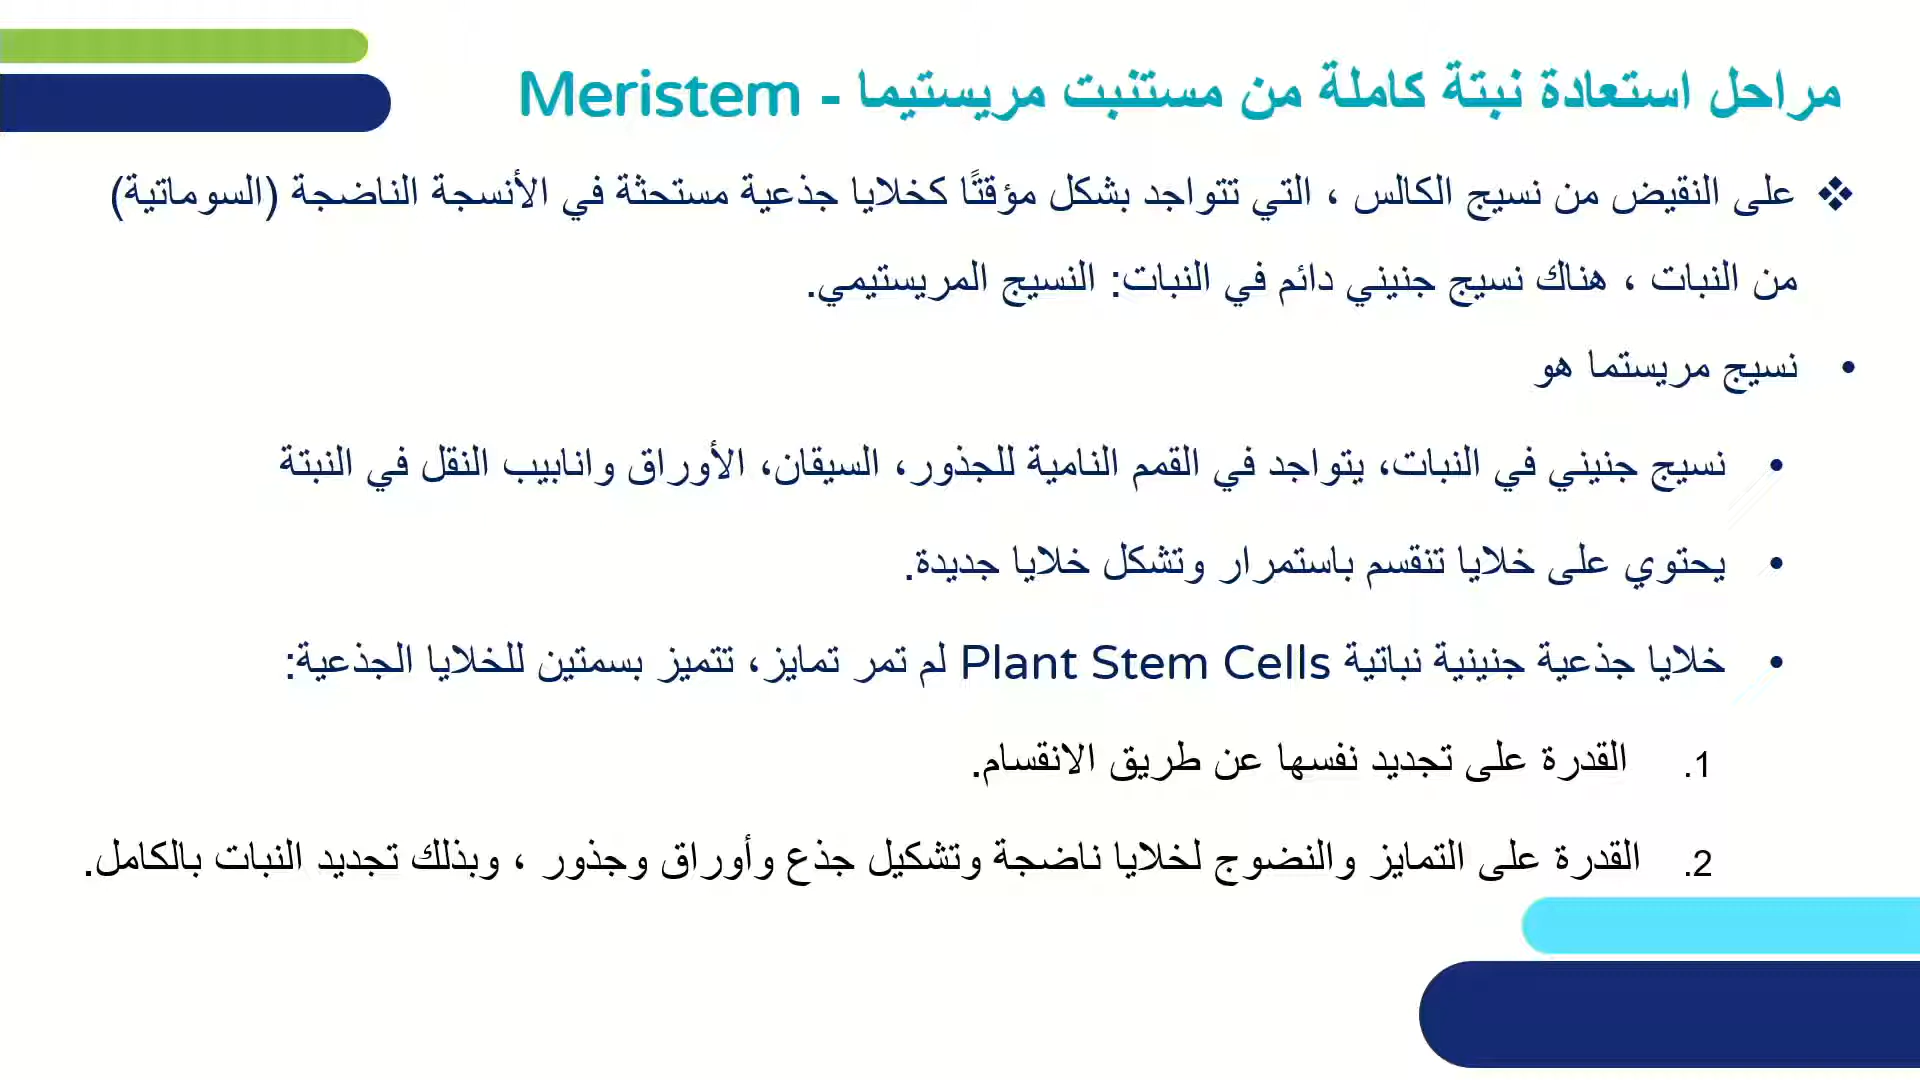 مراحل استعادة نبتة كاملة من مستنبت مريستيما - Meristem
❖ على النقيض من نسيج الكالس ، التي تتواجد بشكل مؤقتًا كخلايا جذعية مستحثة في الأنسجة الناضجة (السوماتية)
من النبات ، هناك نسيج جنيني دائم في النبات: النسيج المريستيمي.
• نسيج مريستما هو
• نسيج جنيني في النبات، يتواجد في القمم النامية للجذور، السيقان، الأوراق وانابيب النقل في النبتة
• يحتوي على خلايا تنقسم باستمرار وتشكل خلايا جديدة.
• خلايا جذعية جنينية نباتية Plant Stem Cells لم تمر تمايز، تتميز بسمتين للخلايا الجذعية:
1. القدرة على تجديد نفسها عن طريق الانقسام.
2. القدرة على التمايز والنضوج لخلايا ناضجة وتشكيل جذع وأوراق وجذور ، وبذلك تجديد النبات بالكامل.